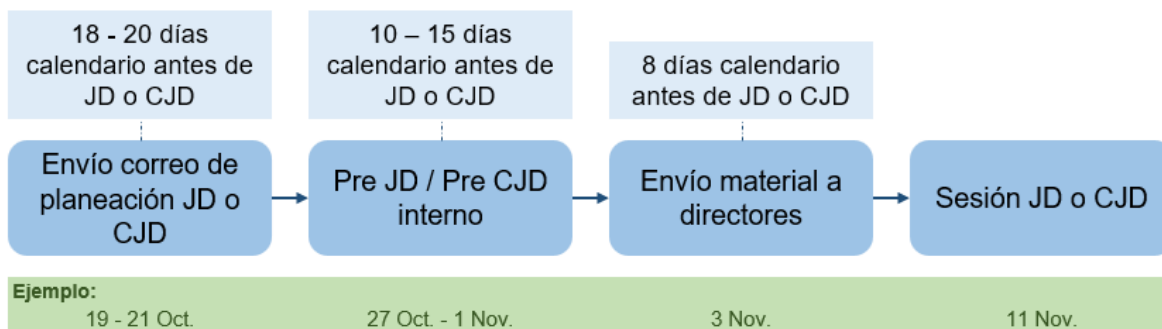 18 - 20 días
calendario antes de
JD o CJD
10 – 15 días
calendario antes de
JD o CJD
8 días calendario
antes de JD o CJD
Envío correo de
planeación JD o
CJD
Pre JD / Pre CJD
interno
Envío material a
directores
Sesión JD o CJD
Ejemplo:
19 - 21 Oct.
27 Oct. - 1 Nov.
3 Nov.
11 Nov.